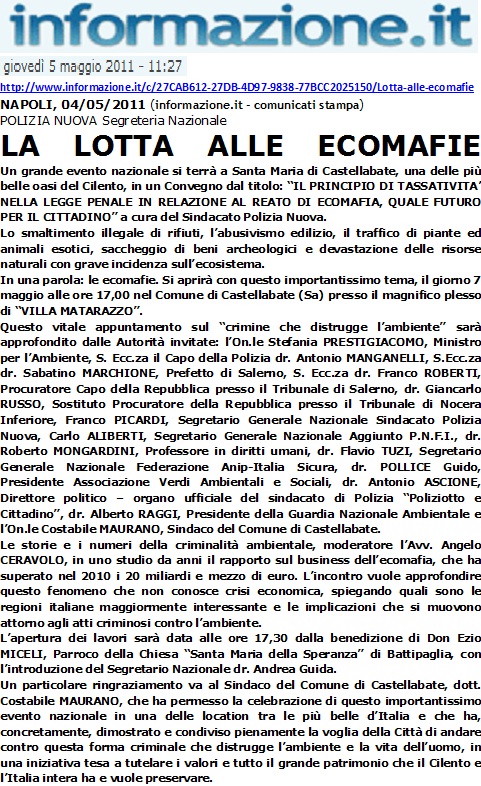 informazione.it
giovedì 5 maggio 2011 - 11:27
http://www.informazione.it/c/27CAB612-27DB-4D97-9838-77BCC2025150/Lotta-alle-ecomafie
NAPOLI, 04/05/2011 (informazione.it - comunicati stampa)
POLIZIA NUOVA Segreteria Nazionale
LA LOTTA ALLE ECOMAFIE
Un grande evento nazionale si terrà a Santa Maria di Castellabate, una delle più
belle oasi del Cilento, in un Convegno dal titolo: “IL PRINCIPIO DI TASSATIVITA’
NELLA LEGGE PENALE IN RELAZIONE AL REATO DI ECOMAFIA, QUALE FUTURO
PER IL CITTADINO” a cura del Sindacato Polizia Nuova.
Lo smaltimento illegale di rifiuti, l’abusivismo edilizio, il traffico di piante ed
animali esotici, saccheggio di beni archeologici e devastazione delle risorse
naturali con grave incidenza sull’ecosistema.
In una parola: le ecomafie. Si aprirà con questo importantissimo tema, il giorno 7
maggio alle ore 17,00 nel Comune di Castellabate (Sa) presso il magnifico plesso
di “VILLA MATARAZZO”.
Questo vitale appuntamento sul “crimine che distrugge l’ambiente” sarà
approfondito dalle Autorità invitate: l’On.le Stefania PRESTIGIACOMO, Ministro
per l’Ambiente, S. Ecc.za il Capo della Polizia dr. Antonio MANGANELLI, S.Ecc.za
dr. Sabatino MARCHIONE, Prefetto di Salerno, S. Ecc.za dr. Franco ROBERTI,
Procuratore Capo della Repubblica presso il Tribunale di Salerno, dr. Giancarlo
RUSSO, Sostituto Procuratore della Repubblica presso il Tribunale di Nocera
Inferiore, Franco PICARDI, Segretario Generale Nazionale Sindacato Polizia
Nuova, Carlo ALIBERTI, Segretario Generale Nazionale Aggiunto P.N.F.I., dr.
Roberto MONGARDINI, Professore in diritti umani, dr. Flavio TUZI, Segretario
Generale Nazionale Federazione Anip-Italia Sicura, dr. POLLICE Guido,
Presidente Associazione Verdi Ambientali e Sociali, dr. Antonio ASCIONE,
Direttore politico – organo ufficiale del sindacato di Polizia “Poliziotto e
Cittadino”, dr. Alberto RAGGI, Presidente della Guardia Nazionale Ambientale e
l’On.le Costabile MAURANO, Sindaco del Comune di Castellabate.
Le storie e i numeri della criminalità ambientale, moderatore l’Avv. Angelo
CERAVOLO, in uno studio da anni il rapporto sul business dell’ecomafia, che ha
superato nel 2010 i 20 miliardi e mezzo di euro. L’incontro vuole approfondire
questo fenomeno che non conosce crisi economica, spiegando quali sono le
regioni italiane maggiormente interessante e le implicazioni che si muovono
attorno agli atti criminosi contro l’ambiente.
L’apertura dei lavori sarà data alle ore 17,30 dalla benedizione di Don Ezio
MICELI, Parroco della Chiesa “Santa Maria della Speranza” di Battipaglia, con
l’introduzione del Segretario Nazionale dr. Andrea Guida.
Un particolare ringraziamento va al Sindaco del Comune di Castellabate, dott.
Costabile MAURANO, che ha permesso la celebrazione di questo importantissimo
evento nazionale in una delle location tra le più belle d’Italia e che ha,
concretamente, dimostrato e condiviso pienamente la voglia della Città di andare
contro questa forma criminale che distrugge l’ambiente e la vita dell’uomo, in
una iniziativa tesa a tutelare i valori e tutto il grande patrimonio che il Cilento e
l’Italia intera ha e vuole preservare.